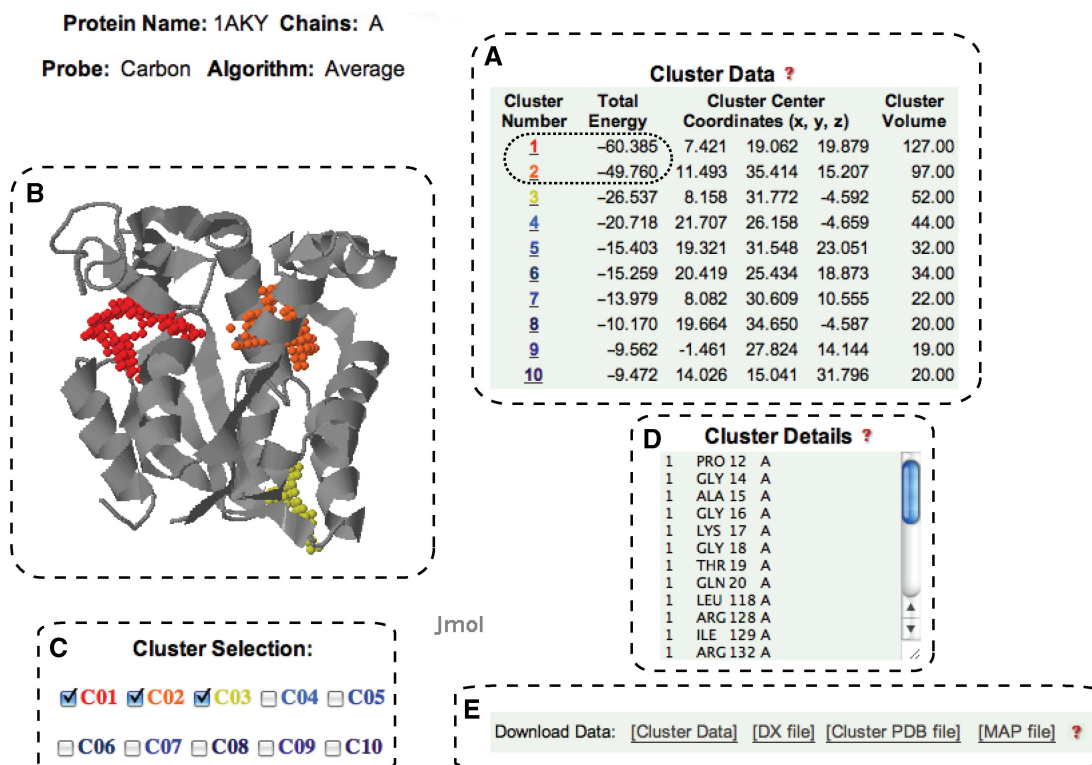 Protein Name: 1AKY Chains: A
Probe: Carbon Algorithm: Average
A
Cluster Data ?
Cluster Number Total Energy Cluster Center Coordinates (x, y, z) Cluster Volume
1 –60.385 7.421 19.062 19.879 127.00
2 –49.760 11.493 35.414 15.207 97.00
3 –26.537 8.158 31.772 -4.592 52.00
4 –20.718 21.707 26.158 -4.659 44.00
5 –15.403 19.321 31.548 23.051 32.00
6 –15.259 20.419 25.434 18.873 34.00
7 –13.979 8.082 30.609 10.555 22.00
8 –10.170 19.664 34.650 -4.587 20.00
9 –9.562 -1.461 27.824 14.144 19.00
10 –9.472 14.026 15.041 31.796 20.00
B
Jmol
C
Cluster Selection:
C01 C02 C03 C04 C05
C06 C07 C08 C09 C10
D
Cluster Details ?
1 PRO 12 A
1 GLY 14 A
1 ALA 15 A
1 GLY 16 A
1 LYS 17 A
1 GLY 18 A
1 THR 19 A
1 GLN 20 A
1 LEU 118 A
1 ARG 128 A
1 ILE 129 A
1 ARG 132 A
E
Download Data: [Cluster Data] [DX file] [Cluster PDB file] [MAP file] ?